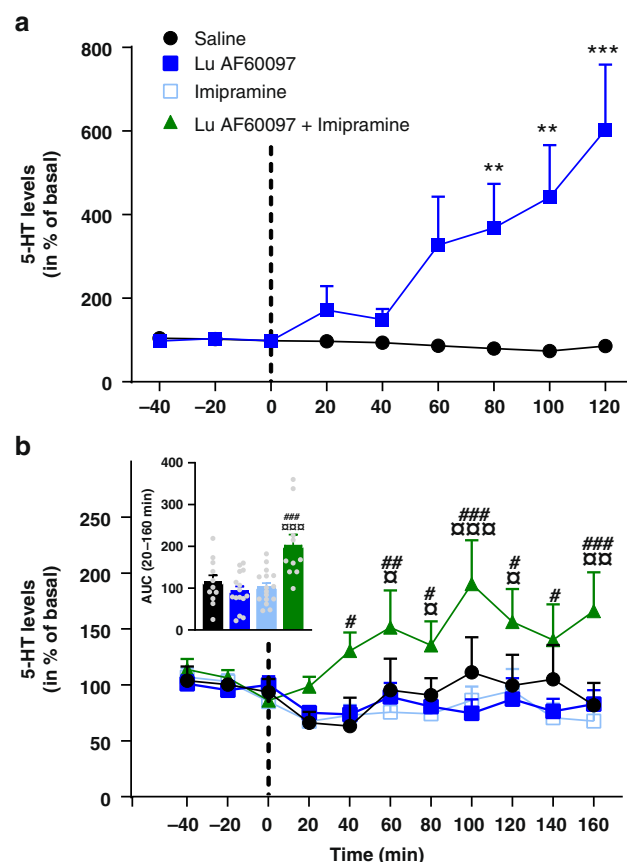 a
Saline
Lu AF60097
Imipramine
Lu AF60097 + Imipramine
5-HT levels
(in % of basal)
800
600
400
200
0
***
**
**
–40 –20 0 20 40 60 80 100 120
b
AUC (20–160 min)
400
300
200
100
0
###
¤¤¤
5-HT levels
(in % of basal)
250
200
150
100
50
0
#
##
¤
#
¤
###
¤¤¤
#
¤
#
###
¤¤
–40 –20 0 20 40 60 80 100 120 140 160
Time (min)